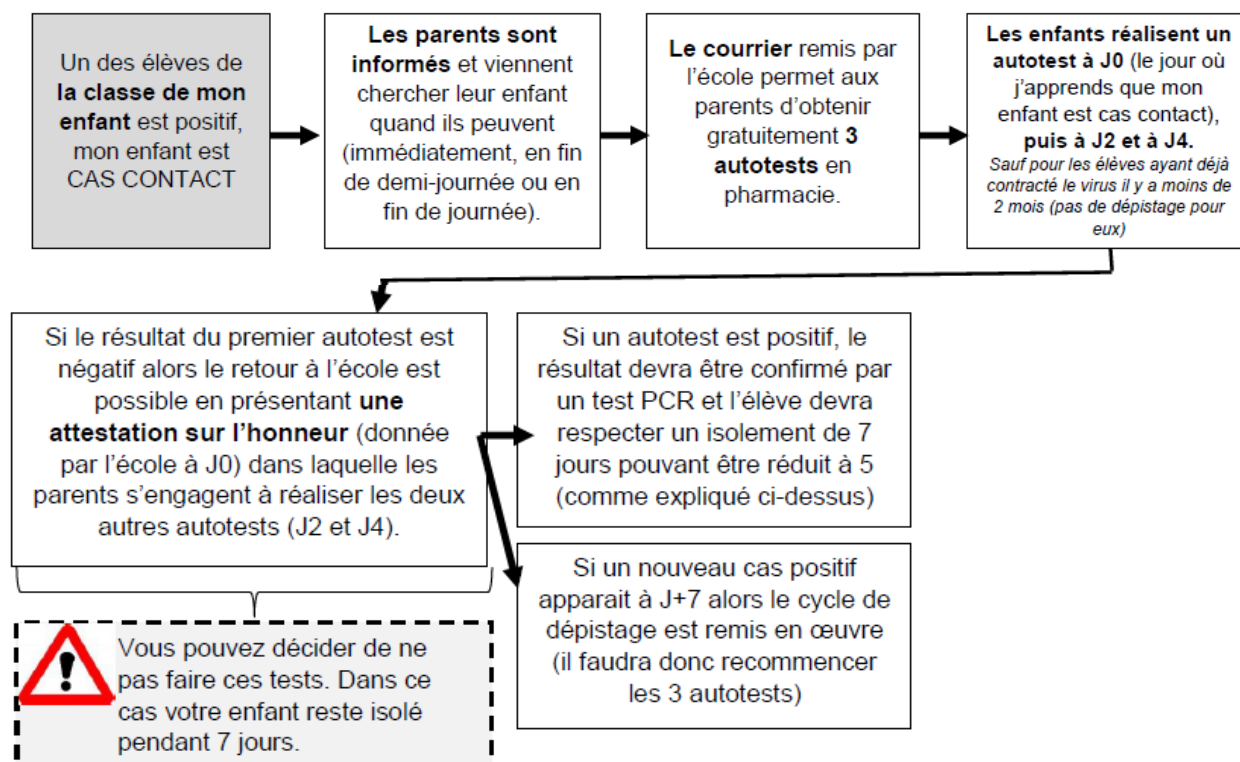 Un des élèves de
la classe de mon
enfant est positif,
mon enfant est
CAS CONTACT
Les parents sont
informés et viennent
chercher leur enfant
quand ils peuvent
(immédiatement, en fin
de demi-journée ou en
fin de journée).
Le courrier remis par
l'école permet aux
parents d'obtenir
gratuitement 3
autotests en
pharmacie.
Les enfants réalisent un
autotest à J0 (le jour où
j'apprends que mon
enfant est cas contact),
puis à J2 et à J4.
Sauf pour les élèves ayant déjà
contracté le virus il y a moins de
2 mois (pas de dépistage pour
eux)
Si le résultat du premier autotest est
négatif alors le retour à l'école est
possible en présentant une
attestation sur l'honneur (donnée
par l'école à J0) dans laquelle les
parents s'engagent à réaliser les deux
autres autotests (J2 et J4).
Si un autotest est positif, le
résultat devra être confirmé par
un test PCR et l'élève devra
respecter un isolement de 7
jours pouvant être réduit à 5
(comme expliqué ci-dessus)
Si un nouveau cas positif
apparait à J+7 alors le cycle de
dépistage est remis en œuvre
(il faudra donc recommencer
les 3 autotests)
Vous pouvez décider de ne
pas faire ces tests. Dans ce
cas votre enfant reste isolé
pendant 7 jours.